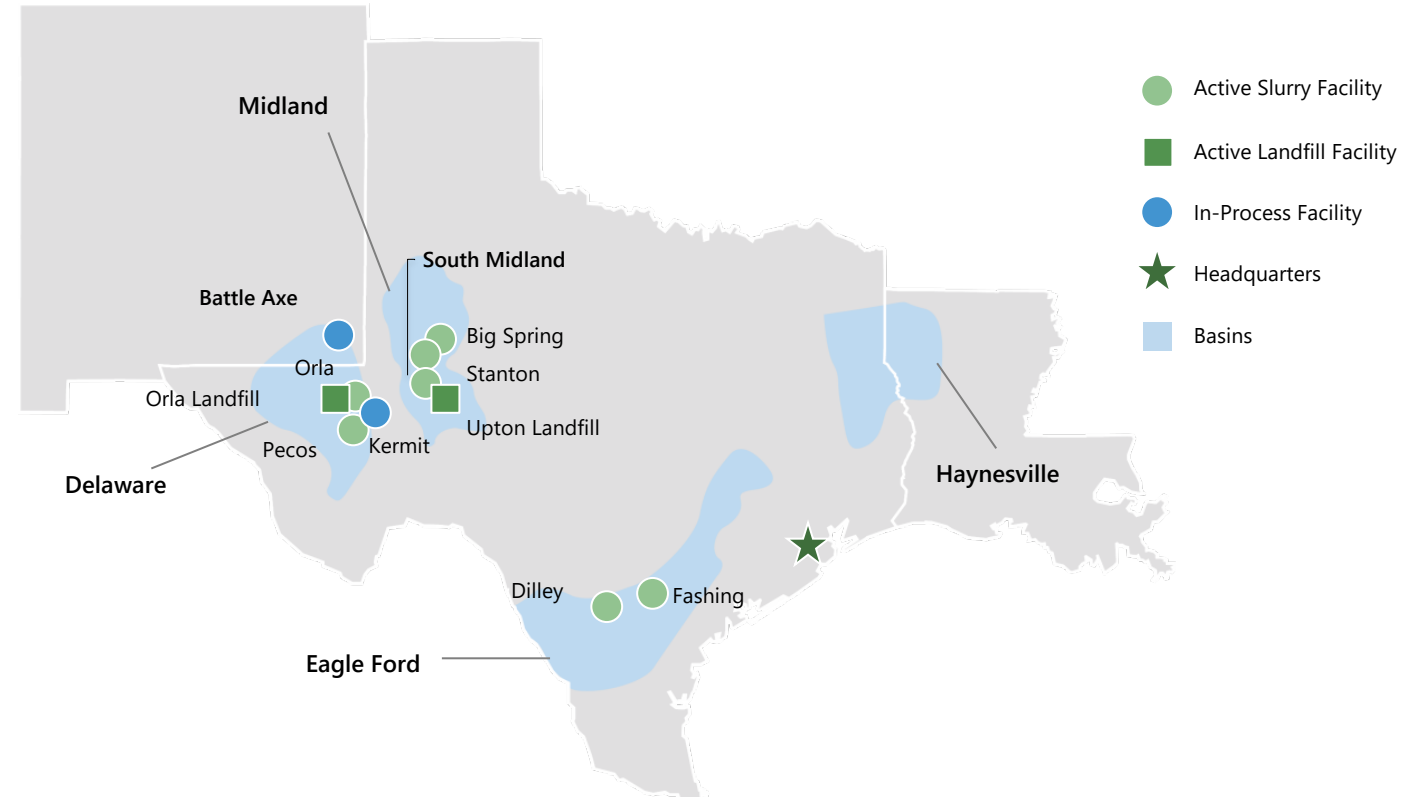 Midland
South Midland
Battle Axe
Big Spring
Orla
Stanton
Orla Landfill
Upton Landfill
Pecos
Kermit
Delaware
Haynesville
Dilley
Fashing
Eagle Ford
Active Slurry Facility
Active Landfill Facility
In-Process Facility
Headquarters
Basins